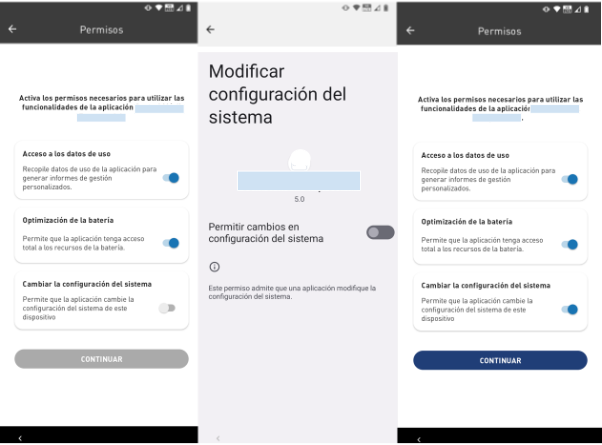 Permisos
Activa los permisos necesarios para utilizar las
funcionalidades de la aplicación
Acceso a los datos de uso
Recopile datos de uso de la aplicación para
generar informes de gestión
personalizados.
Optimización de la batería
Permite que la aplicación tenga acceso
total a los recursos de la batería.
Cambiar la configuración del sistema
Permite que la aplicación cambie la
configuración del sistema de este
dispositivo
CONTINUAR
Modificar
configuración del
sistema
5.0
Permitir cambios en
configuración del sistema
Este permiso admite que una aplicación modifique la
configuración del sistema.
Permisos
Activa los permisos necesarios para utilizar las
funcionalidades de la aplicación
.
Acceso a los datos de uso
Recopile datos de uso de la aplicación para
generar informes de gestión
personalizados.
Optimización de la batería
Permite que la aplicación tenga acceso
total a los recursos de la batería.
Cambiar la configuración del sistema
Permite que la aplicación cambie la
configuración del sistema de este
dispositivo
CONTINUAR